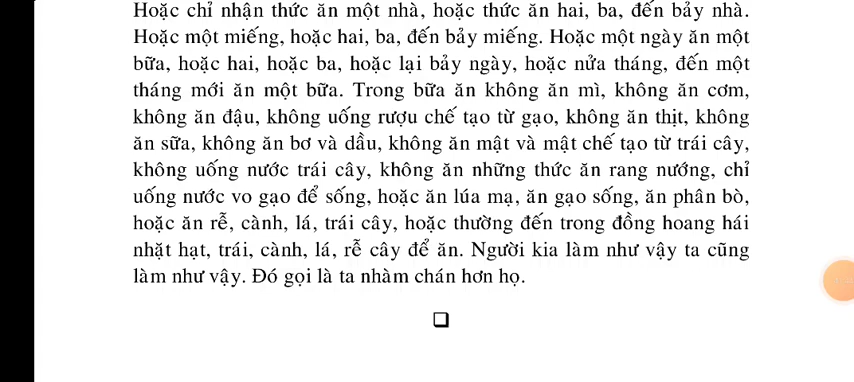 Hoặc chỉ nhận thức ăn một nhà, hoặc thức ăn hai, ba, đến bảy nhà.
Hoặc một miếng, hoặc hai, ba, đến bảy miếng. Hoặc một ngày ăn một
bữa, hoặc hai, hoặc ba, hoặc lại bảy ngày, hoặc nửa tháng, đến một
tháng mới ăn một bữa. Trong bữa ăn không ăn mì, không ăn cơm,
không ăn đậu, không uống rượu chế tạo từ gạo, không ăn thịt, không
ăn sữa, không ăn bơ và dầu, không ăn mật và mật chế tạo từ trái cây,
không uống nước trái cây, không ăn những thức ăn rang nướng, chỉ
uống nước vo gạo để sống, hoặc ăn lúa mạ, ăn gạo sống, ăn phân bò,
hoặc ăn rễ, cành, lá, trái cây, hoặc thường đến trong đồng hoang hái
nhặt hạt, trái, cành, lá, rễ cây để ăn. Người kia làm như vậy ta cũng
làm như vậy. Đó gọi là ta nhàm chán hơn họ.